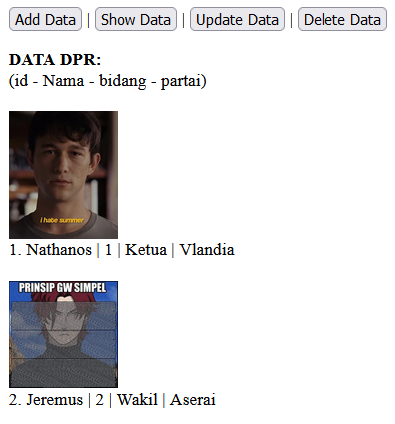 Add Data | Show Data | Update Data | Delete Data
DATA DPR:
(id - Nama - bidang - partai)
i hate summer
1. Nathanos | 1 | Ketua | Vlandia
PRINSIP GW SIMPEL
2. Jeremus | 2 | Wakil | Aserai